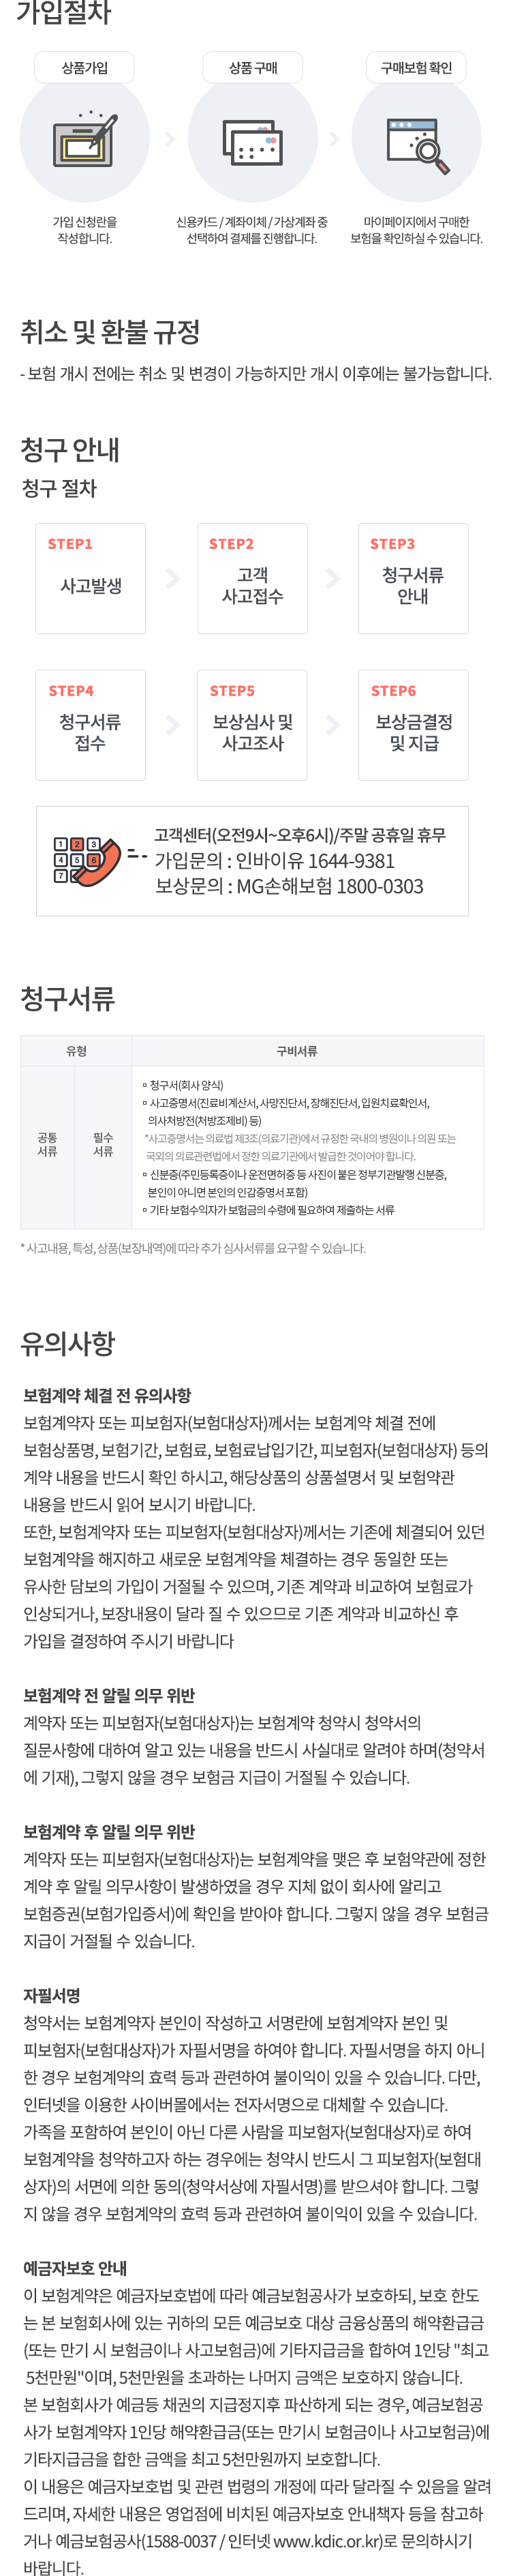 가입절차
상품가입
상품 구매
구매보험 확인
가입 신청란을
작성합니다.
신용카드 / 계좌이체 / 가상계좌 중
선택하여 결제를 진행합니다.
마이페이지에서 구매한
보험을 확인하실 수 있습니다.
취소 및 환불 규정
- 보험 개시 전에는 취소 및 변경이 가능하지만 개시 이후에는 불가능합니다.
청구 안내
청구 절차
STEP1
사고발생
STEP2
고객
사고접수
STEP3
청구서류
안내
STEP4
청구서류
접수
STEP5
보상심사 및
사고조사
STEP6
보상금결정
및 지급
1 2 3
4 5 6
7
고객센터(오전9시~오후6시)/주말 공휴일 휴무
가입문의 : 인바이유 1644-9381
보상문의 : MG손해보험 1800-0303
청구서류
유형
구비서류
공통
서류
필수
서류
▫ 청구서(회사 양식)
▫ 사고증명서(진료비계산서, 사망진단서, 장해진단서, 입원치료확인서,
의사처방전(처방조제비) 등)
*사고증명서는 의료법 제3조(의료기관)에서 규정한 국내의 병원이나 의원 또는
국외의 의료관련법에서 정한 의료기관에서 발급한 것이어야 합니다.
▫ 신분증(주민등록증이나 운전면허증 등 사진이 붙은 정부기관발행 신분증,
본인이 아니면 본인의 인감증명서 포함)
▫ 기타 보험수익자가 보험금의 수령에 필요하여 제출하는 서류
* 사고내용, 특성, 상품(보장내역)에 따라 추가 심사서류를 요구할 수 있습니다.
유의사항
보험계약 체결 전 유의사항
보험계약자 또는 피보험자(보험대상자)께서는 보험계약 체결 전에
보험상품명, 보험기간, 보험료, 보험료납입기간, 피보험자(보험대상자) 등의
계약 내용을 반드시 확인 하시고, 해당상품의 상품설명서 및 보험약관
내용을 반드시 읽어 보시기 바랍니다.
또한, 보험계약자 또는 피보험자(보험대상자)께서는 기존에 체결되어 있던
보험계약을 해지하고 새로운 보험계약을 체결하는 경우 동일한 또는
유사한 담보의 가입이 거절될 수 있으며, 기존 계약과 비교하여 보험료가
인상되거나, 보장내용이 달라 질 수 있으므로 기존 계약과 비교하신 후
가입을 결정하여 주시기 바랍니다
보험계약 전 알릴 의무 위반
계약자 또는 피보험자(보험대상자)는 보험계약 청약시 청약서의
질문사항에 대하여 알고 있는 내용을 반드시 사실대로 알려야 하며(청약서
에 기재), 그렇지 않을 경우 보험금 지급이 거절될 수 있습니다.
보험계약 후 알릴 의무 위반
계약자 또는 피보험자(보험대상자)는 보험계약을 맺은 후 보험약관에 정한
계약 후 알릴 의무사항이 발생하였을 경우 지체 없이 회사에 알리고
보험증권(보험가입증서)에 확인을 받아야 합니다. 그렇지 않을 경우 보험금
지급이 거절될 수 있습니다.
자필서명
청약서는 보험계약자 본인이 작성하고 서명란에 보험계약자 본인 및
피보험자(보험대상자)가 자필서명을 하여야 합니다. 자필서명을 하지 아니
한 경우 보험계약의 효력 등과 관련하여 불이익이 있을 수 있습니다. 다만,
인터넷을 이용한 사이버몰에서는 전자서명으로 대체할 수 있습니다.
가족을 포함하여 본인이 아닌 다른 사람을 피보험자(보험대상자)로 하여
보험계약을 청약하고자 하는 경우에는 청약시 반드시 그 피보험자(보험대
상자)의 서면에 의한 동의(청약서상에 자필서명)를 받으셔야 합니다. 그렇
지 않을 경우 보험계약의 효력 등과 관련하여 불이익이 있을 수 있습니다.
예금자보호 안내
이 보험계약은 예금자보호법에 따라 예금보험공사가 보호하되, 보호 한도
는 본 보험회사에 있는 귀하의 모든 예금보호 대상 금융상품의 해약환급금
(또는 만기 시 보험금이나 사고보험금)에 기타지급금을 합하여 1인당 "최고
5천만원"이며, 5천만원을 초과하는 나머지 금액은 보호하지 않습니다.
본 보험회사가 예금등 채권의 지급정지후 파산하게 되는 경우, 예금보험공
사가 보험계약자 1인당 해약환급금(또는 만기시 보험금이나 사고보험금)에
기타지급금을 합한 금액을 최고 5천만원까지 보호합니다.
이 내용은 예금자보호법 및 관련 법령의 개정에 따라 달라질 수 있음을 알려
드리며, 자세한 내용은 영업점에 비치된 예금자보호 안내책자 등을 참고하
거나 예금보험공사(1588-0037 / 인터넷 www.kdic.or.kr)로 문의하시기
바랍니다.